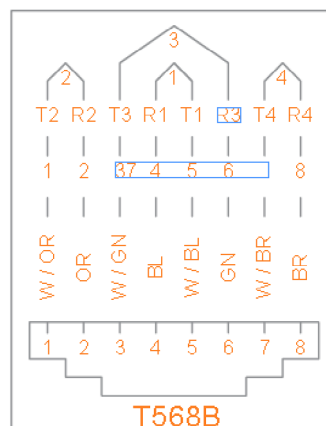 3
2 1 4
T2 R2 T3 R1 T1 R3 T4 R4
1 2 37 4 5 6 8
W/OR OR W/GN BL W/BL GN W/BR BR
1 2 3 4 5 6 7 8
T568B